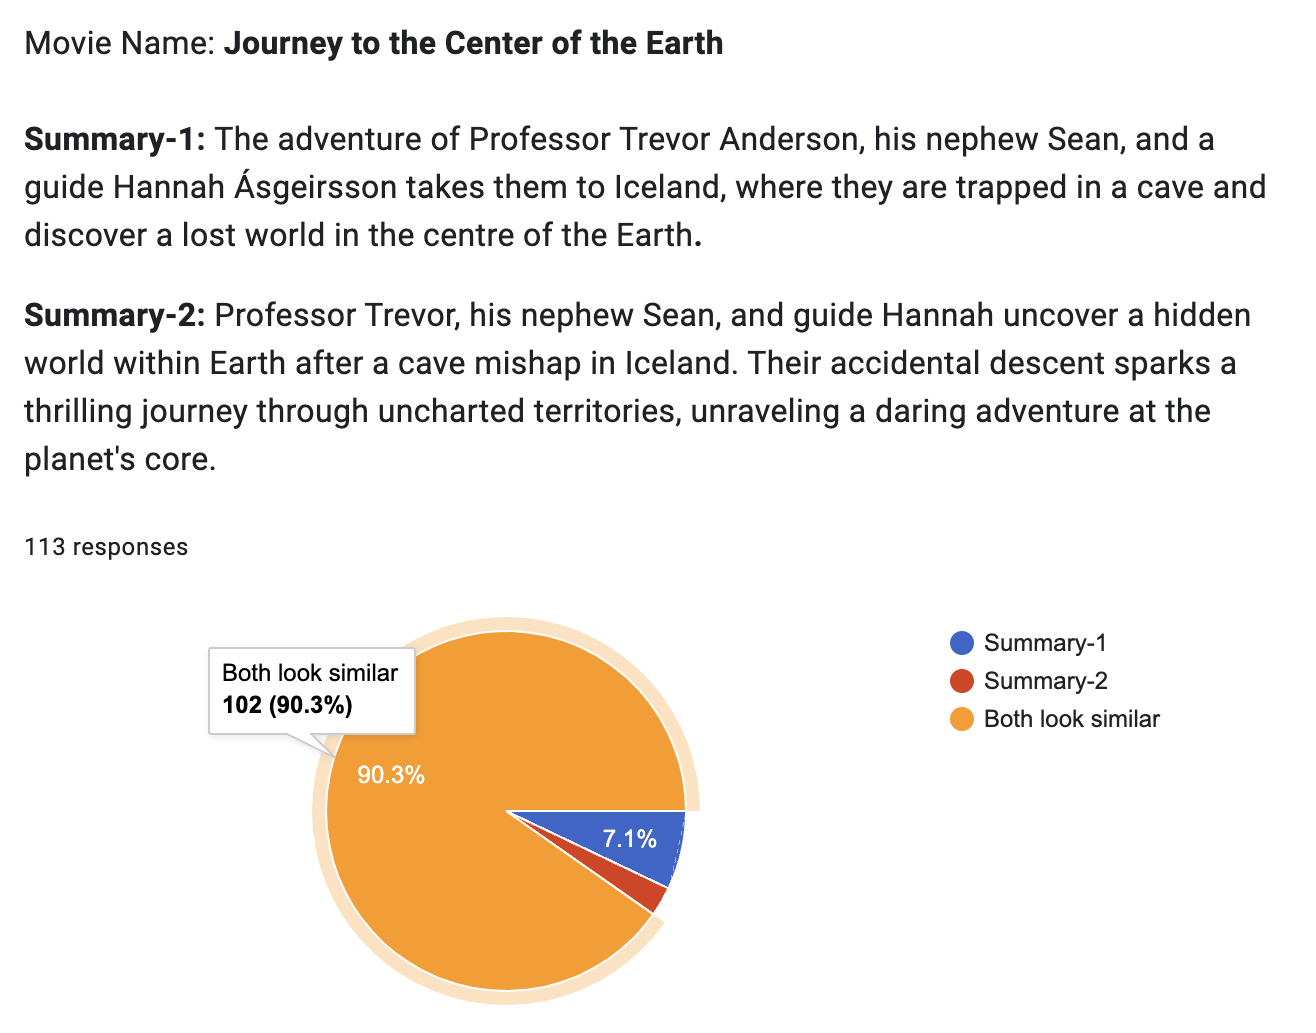 Movie Name: Journey to the Center of the Earth
Summary-1: The adventure of Professor Trevor Anderson, his nephew Sean, and a
guide Hannah Ásgeirsson takes them to Iceland, where they are trapped in a cave and
discover a lost world in the centre of the Earth.
Summary-2: Professor Trevor, his nephew Sean, and guide Hannah uncover a hidden
world within Earth after a cave mishap in Iceland. Their accidental descent sparks a
thrilling journey through uncharted territories, unraveling a daring adventure at the
planet's core.
113 responses
Both look similar
102 (90.3%)
90.3%
7.1%
Summary-1
Summary-2
Both look similar